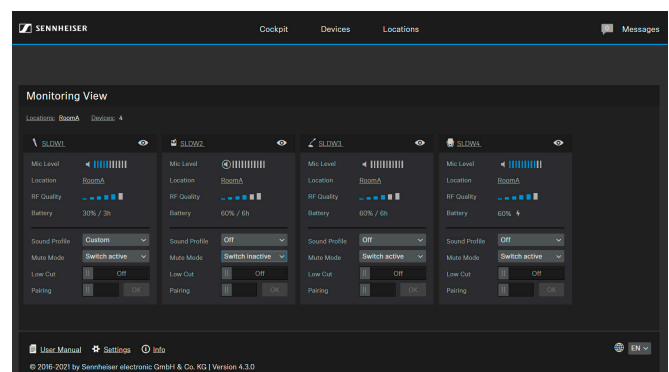 SENNHEISER
Cockpit Devices Locations
0 Messages
Monitoring View
Locations: RoomA Devices: 4
SLDW1
Mic Level
Location RoomA
RF Quality
Battery 30% / 3h
Sound Profile Custom
Mute Mode Switch active
Low Cut Off
Pairing OK
SLDW2
Mic Level
Location RoomA
RF Quality
Battery 60% / 6h
Sound Profile Off
Mute Mode Switch inactive
Low Cut Off
Pairing OK
SLDW3
Mic Level
Location RoomA
RF Quality
Battery 60% / 6h
Sound Profile Off
Mute Mode Switch active
Low Cut Off
Pairing OK
SLDW4
Mic Level
Location RoomA
RF Quality
Battery 60%
Sound Profile Off
Mute Mode Switch active
Low Cut Off
Pairing OK
User Manual Settings Info
EN
© 2016-2021 by Sennheiser electronic GmbH & Co. KG | Version 4.3.0